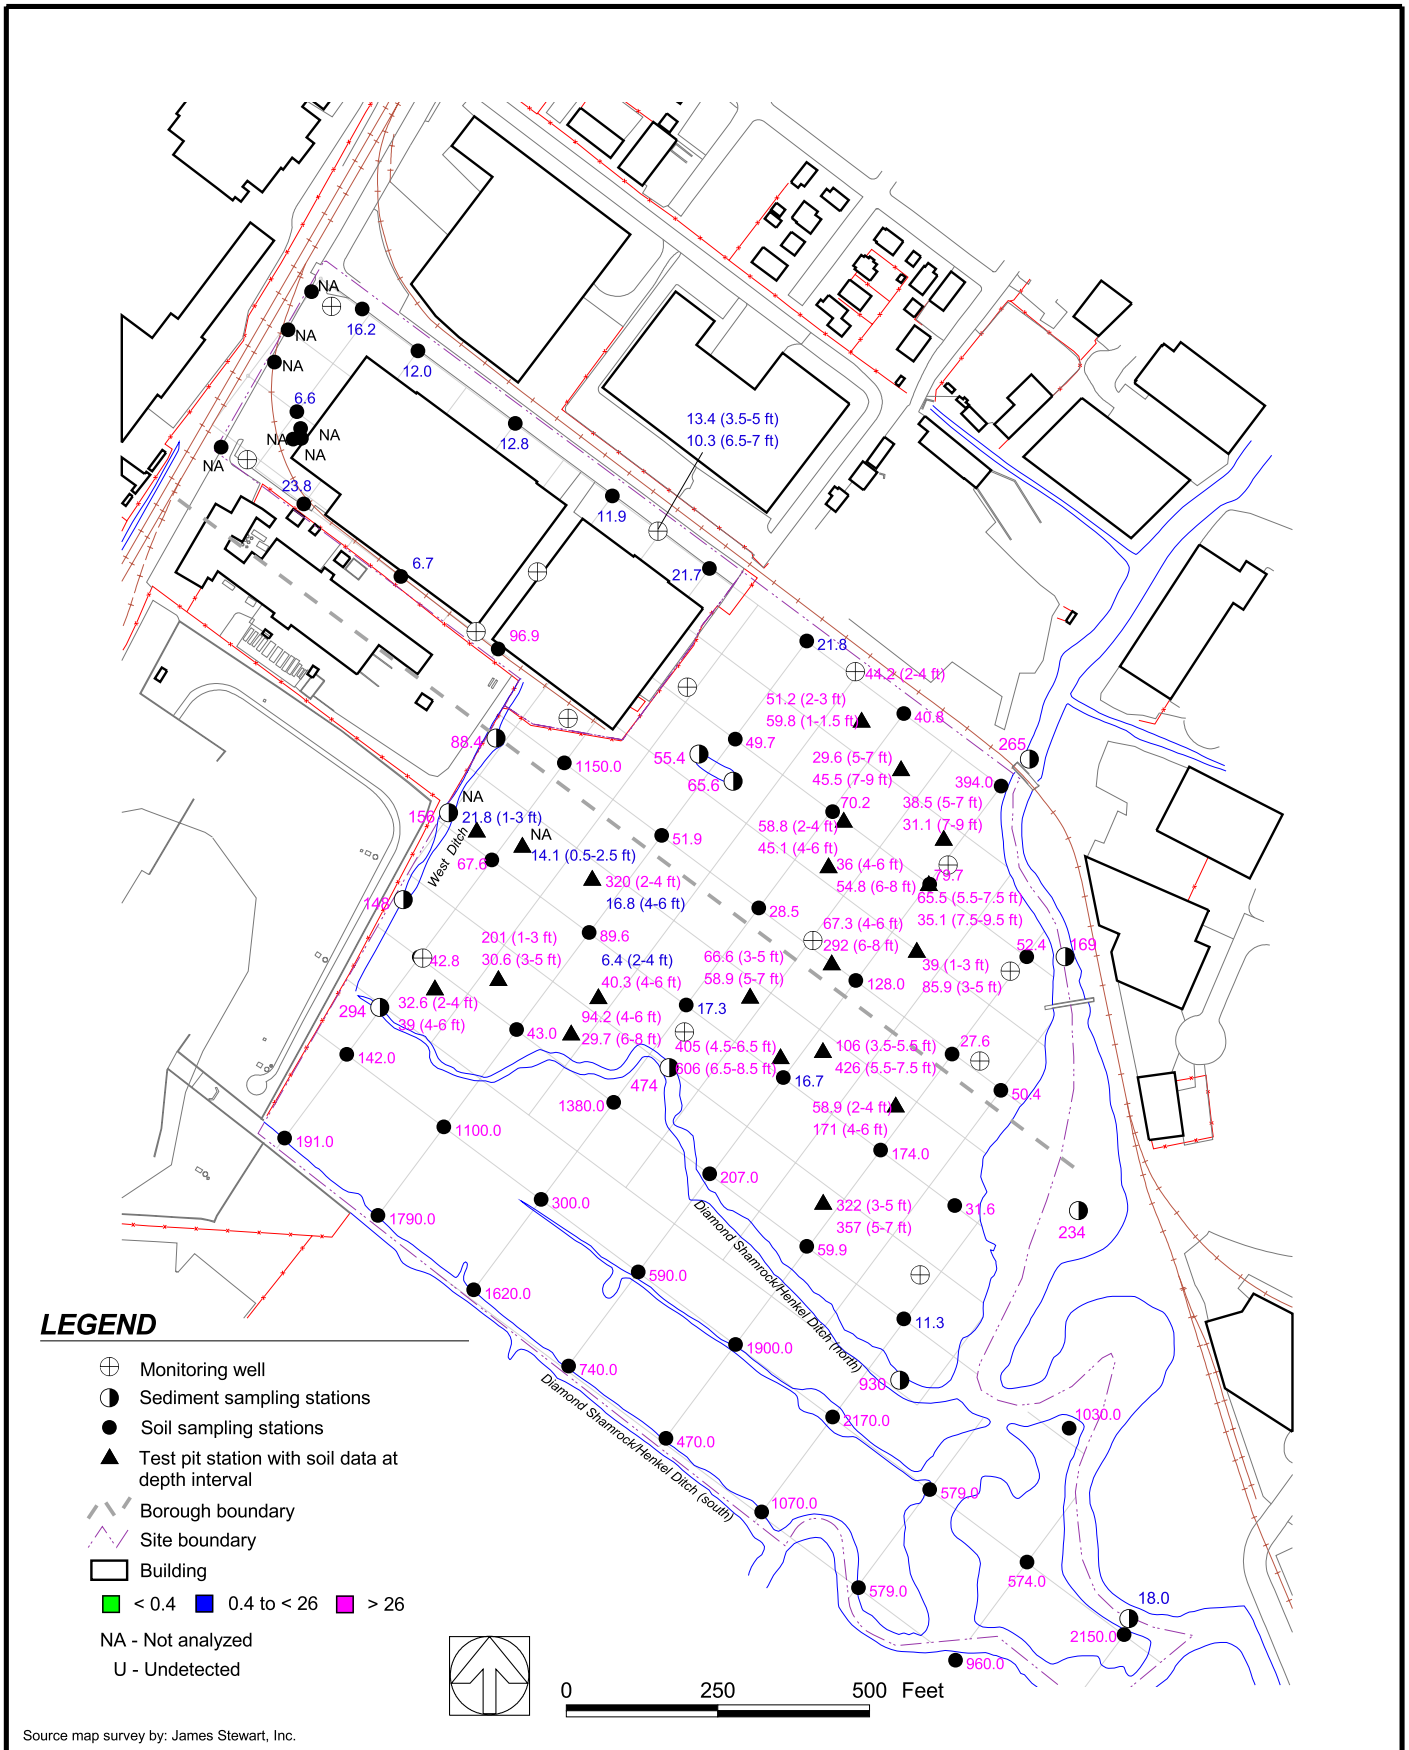 NA
16.2
NA
12.0
NA
6.6
13.4 (3.5-5 ft)
12.8
10.3 (6.5-7 ft)
NA
NA
NA
NA
23.8
11.9
6.7
21.7
96.9
21.8
44.2 (2-4 ft)
51.2 (2-3 ft)
59.8 (1-1.5 ft)
40.8
88.4
49.7
265
55.4
1150.0
29.6 (5-7 ft)
45.5 (7-9 ft)
65.6
394.0
NA
70.2
38.5 (5-7 ft)
156
21.8 (1-3 ft)
58.8 (2-4 ft)
31.1 (7-9 ft)
NA
51.9
45.1 (4-6 ft)
14.1 (0.5-2.5 ft)
West Ditch
67.6
36 (4-6 ft)
79.7
320 (2-4 ft)
54.8 (6-8 ft)
65.5 (5.5-7.5 ft)
148
16.8 (4-6 ft)
28.5
35.1 (7.5-9.5 ft)
67.3 (4-6 ft)
201 (1-3 ft)
89.6
292 (6-8 ft)
52.4
169
42.8
30.6 (3-5 ft)
6.4 (2-4 ft)
66.6 (3-5 ft)
39 (1-3 ft)
40.3 (4-6 ft)
58.9 (5-7 ft)
128.0
85.9 (3-5 ft)
32.6 (2-4 ft)
294
17.3
39 (4-6 ft)
94.2 (4-6 ft)
43.0
29.7 (6-8 ft)
405 (4.5-6.5 ft)
106 (3.5-5.5 ft)
27.6
142.0
606 (6.5-8.5 ft)
426 (5.5-7.5 ft)
474
16.7
50.4
1380.0
58.9 (2-4 ft)
1100.0
171 (4-6 ft)
191.0
174.0
207.0
300.0
322 (3-5 ft)
31.6
1790.0
357 (5-7 ft)
234
59.9
Diamond Shamrock/Henkel Ditch (north)
590.0
1620.0
11.3
1900.0
740.0
930
Diamond Shamrock/Henkel Ditch (south)
2170.0
1030.0
470.0
579.0
1070.0
574.0
579.0
18.0
2150.0
960.0
LEGEND
Monitoring well
Sediment sampling stations
Soil sampling stations
Test pit station with soil data at
depth interval
Borough boundary
Site boundary
Building
< 0.4 0.4 to < 26 > 26
NA - Not analyzed
U - Undetected
0 250 500 Feet
Source map survey by: James Stewart, Inc.